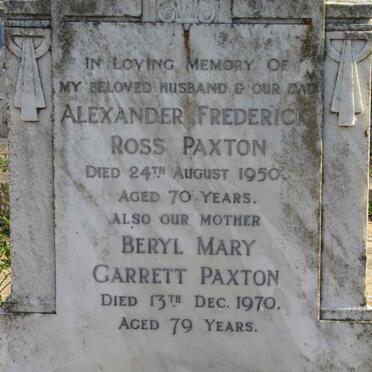 In Loving Memory Of
My Beloved Husband & Our Dad
Alexander Frederick
Ross Paxton
Died 24TH August 1950.
Aged 70 Years.
Also Our Mother
Beryl Mary
Garrett Paxton
Died 13TH Dec. 1970.
Aged 79 Years.